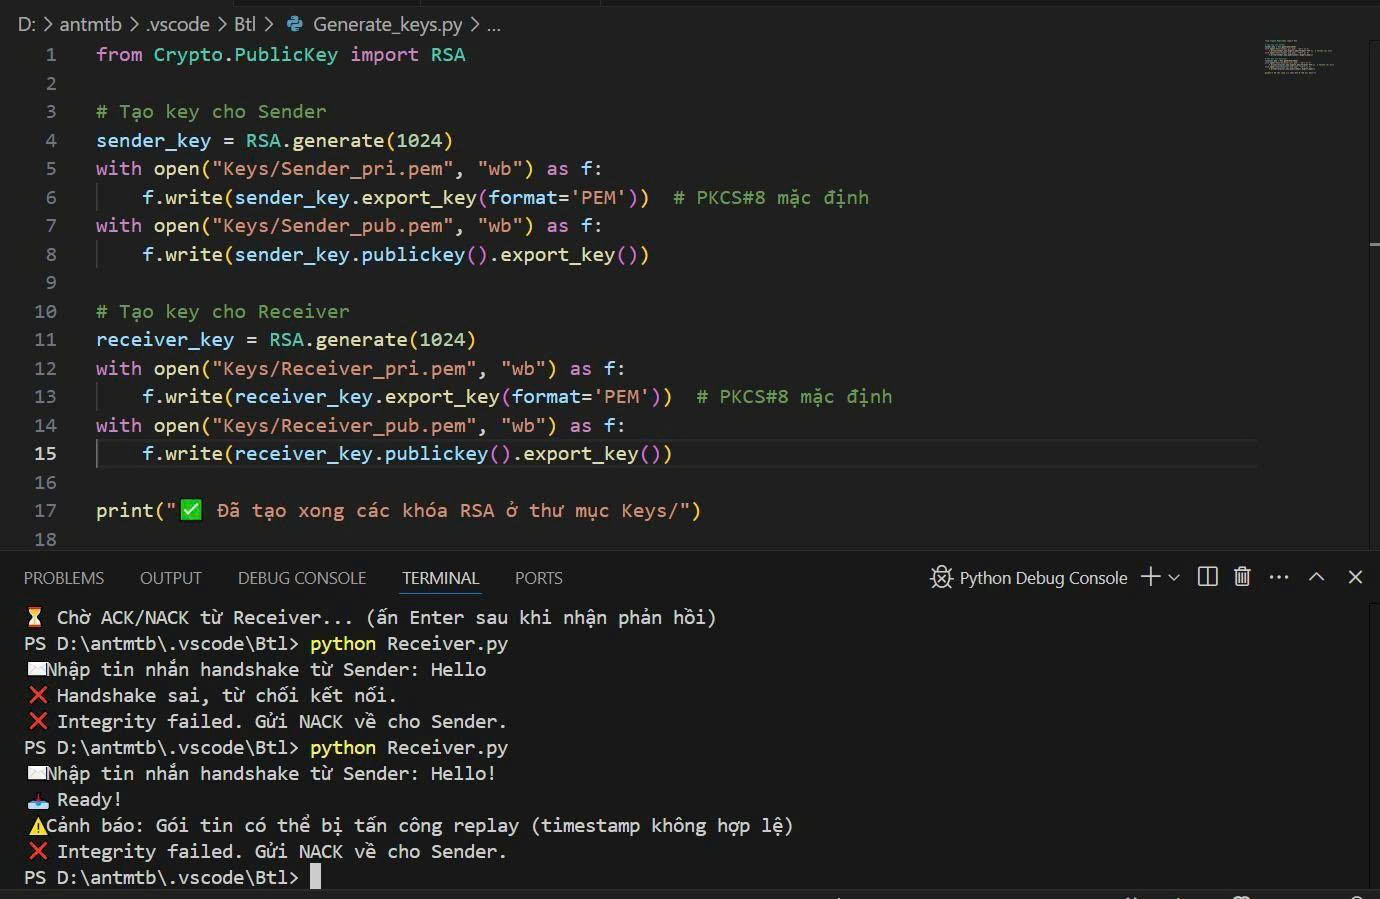 D: > antmtb > .vscode > Btl > Generate_keys.py > ...
1 from Crypto.PublicKey import RSA
2
3 # Tạo key cho Sender
4 sender_key = RSA.generate(1024)
5 with open("Keys/Sender_pri.pem", "wb") as f:
6 f.write(sender_key.export_key(format='PEM')) # PKCS#8 mặc định
7 with open("Keys/Sender_pub.pem", "wb") as f:
8 f.write(sender_key.publickey().export_key())
9
10 # Tạo key cho Receiver
11 receiver_key = RSA.generate(1024)
12 with open("Keys/Receiver_pri.pem", "wb") as f:
13 f.write(receiver_key.export_key(format='PEM')) # PKCS#8 mặc định
14 with open("Keys/Receiver_pub.pem", "wb") as f:
15 f.write(receiver_key.publickey().export_key())
16
17 print("✅ Đã tạo xong các khóa RSA ở thư mục Keys/")
18
PROBLEMS OUTPUT DEBUG CONSOLE TERMINAL PORTS Python Debug Console
⏳ Chờ ACK/NACK từ Receiver... (ấn Enter sau khi nhận phản hồi)
PS D:\antmtb\.vscode\Btl> python Receiver.py
✉️Nhập tin nhắn handshake từ Sender: Hello
❌ Handshake sai, từ chối kết nối.
❌ Integrity failed. Gửi NACK về cho Sender.
PS D:\antmtb\.vscode\Btl> python Receiver.py
✉️Nhập tin nhắn handshake từ Sender: Hello!
📥 Ready!
⚠️Cảnh báo: Gói tin có thể bị tấn công replay (timestamp không hợp lệ)
❌ Integrity failed. Gửi NACK về cho Sender.
PS D:\antmtb\.vscode\Btl>